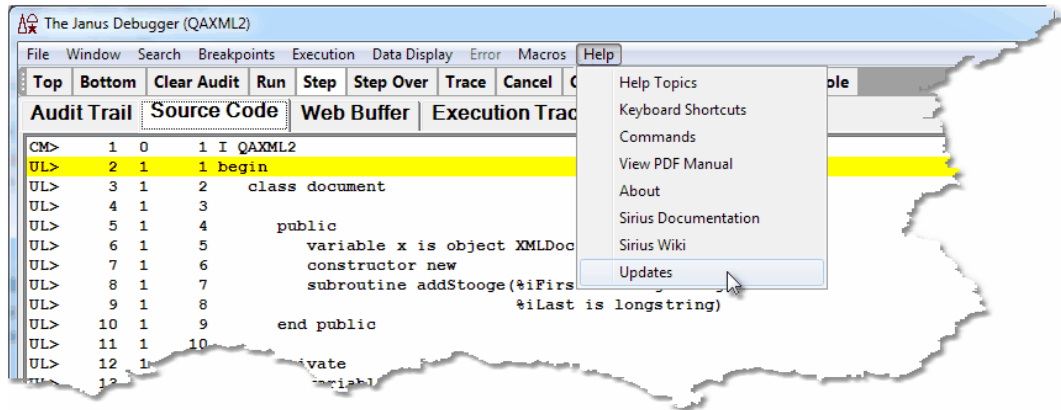 The Janus Debugger (QAXML2)
File Window Search Breakpoints Execution Data Display Error Macros Help
Top Bottom Clear Audit Run Step Step Over Trace Cancel
Audit Trail Source Code Web Buffer Execution
Help Topics
Keyboard Shortcuts
Commands
View PDF Manual
About
Sirius Documentation
Sirius Wiki
Updates
CM> 1 0 1 I QAXML2
UL> 2 1 1 begin
UL> 3 1 2 class document
UL> 4 1 3
UL> 5 1 4 public
UL> 6 1 5 variable x is object XMLDoc
UL> 7 1 6 constructor new
UL> 8 1 7 subroutine addStooge(%iFirs
UL> 9 1 8 %iLast is longstring)
UL> 10 1 9 end public
UL> 11 1 10
UL> 12 1